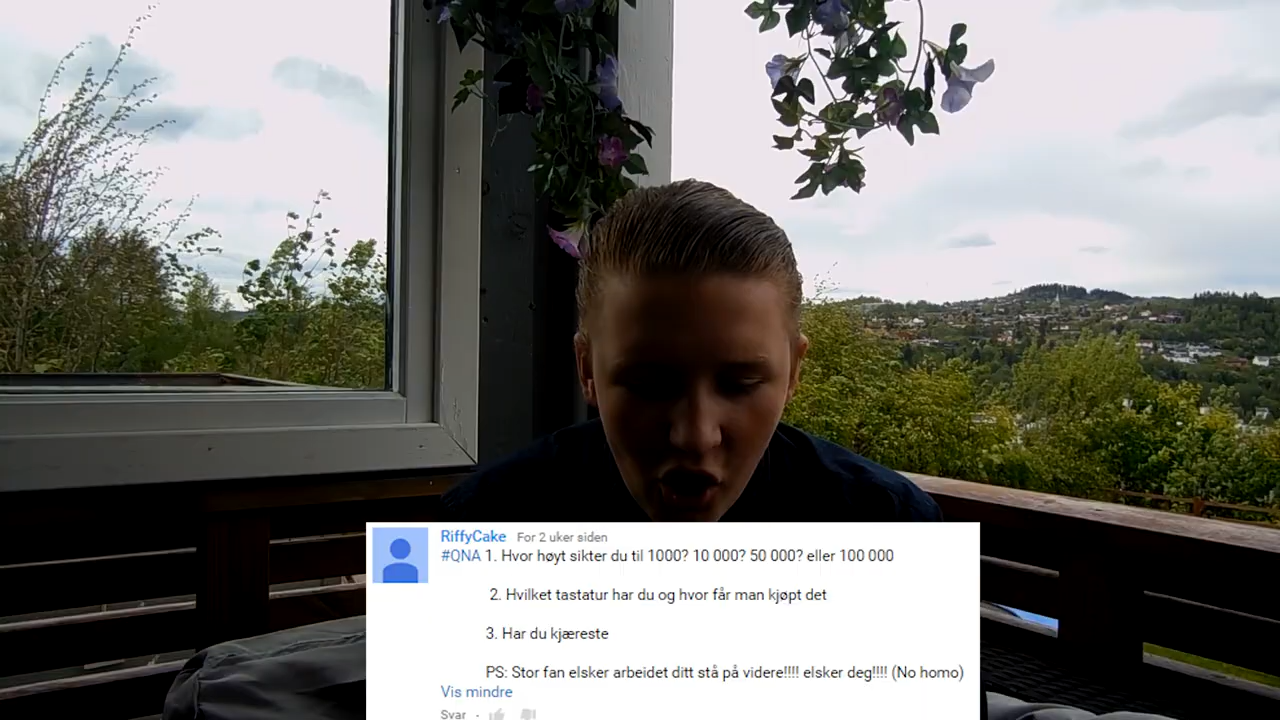 RiffyCake For 2 uker siden
#QNA 1. Hvor høyt sikter du til 1000? 10 000? 50 000? eller 100 000
2. Hvilket tastatur har du og hvor får man kjøpt det
3. Har du kjæreste
PS: Stor fan elsker arbeidet ditt stå på videre!!!! elsker deg!!!! (No homo)
Vis mindre
Svar ·